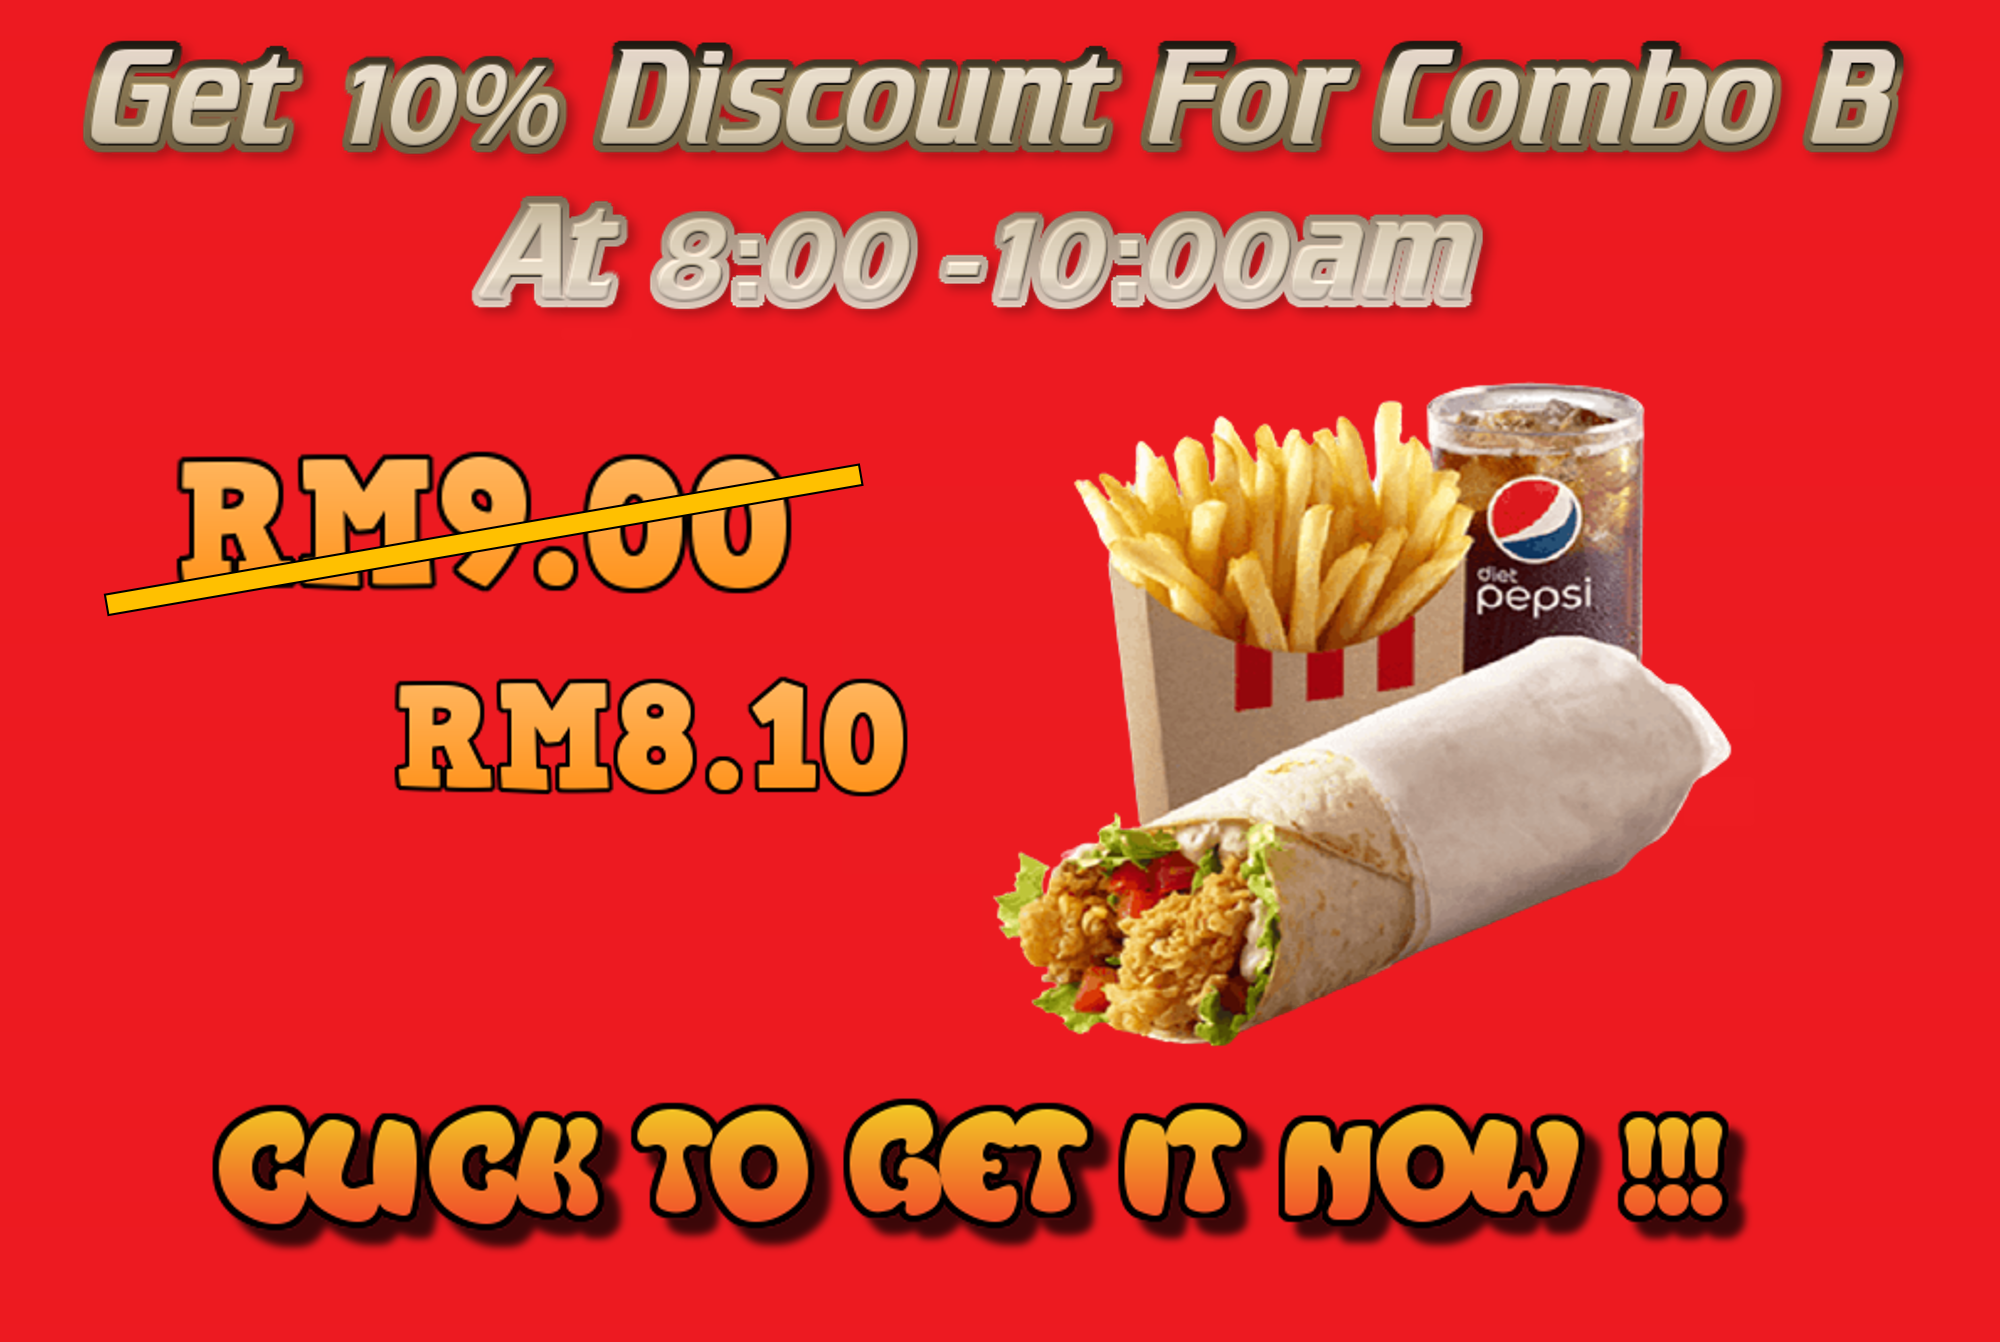 Get 10% Discount For Combo B
At 8:00 -10:00am
RM9.00
RM8.10
diet
pepsi
CLICK TO GET IT NOW !!!